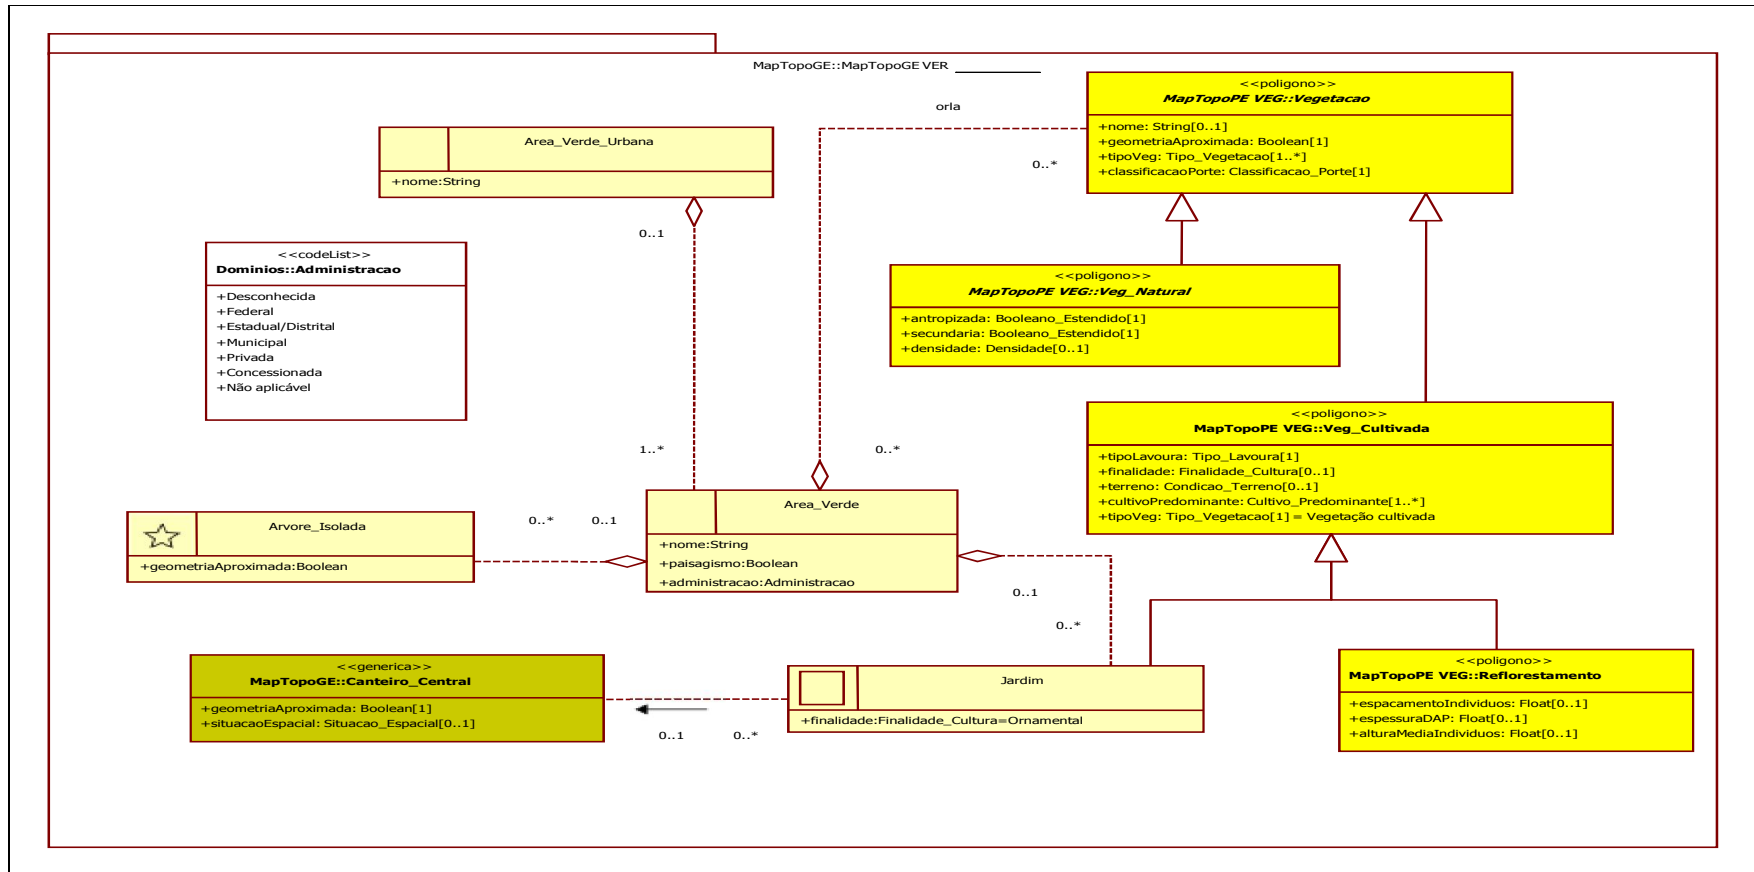 MapTopoGE::MapTopoGE VER
<<poligono>>
MapTopoPE VEG::Vegetacao
+nome: String[0..1]
+geometriaAproximada: Boolean[1]
+tipoVeg: Tipo_Vegetacao[1..*]
+classificacaoPorte: Classificacao_Porte[1]
orla
0..*
Area_Verde_Urbana
+nome:String
0..1
<<codeList>>
Dominios::Administracao
+Desconhecida
+Federal
+Estadual/Distrital
+Municipal
+Privada
+Concessionada
+Não aplicável
<<poligono>>
MapTopoPE VEG::Veg_Natural
+antropizada: Booleano_Estendido[1]
+secundaria: Booleano_Estendido[1]
+densidade: Densidade[0..1]
<<poligono>>
MapTopoPE VEG::Veg_Cultivada
+tipoLavoura: Tipo_Lavoura[1]
+finalidade: Finalidade_Cultura[0..1]
+terreno: Condicao_Terreno[0..1]
+cultivoPredominante: Cultivo_Predominante[1..*]
+tipoVeg: Tipo_Vegetacao[1] = Vegetação cultivada
1..*
0..*
Area_Verde
+nome:String
+paisagismo:Boolean
+administracao:Administracao
Arvore_Isolada
+geometriaAproximada:Boolean
0..*
0..1
0..1
0..*
<<generica>>
MapTopoGE::Canteiro_Central
+geometriaAproximada: Boolean[1]
+situacaoEspacial: Situacao_Espacial[0..1]
0..1
0..*
Jardim
+finalidade:Finalidade_Cultura=Ornamental
<<poligono>>
MapTopoPE VEG::Reflorestamento
+espacamentoIndividuos: Float[0..1]
+espessuraDAP: Float[0..1]
+alturaMediaIndividuos: Float[0..1]